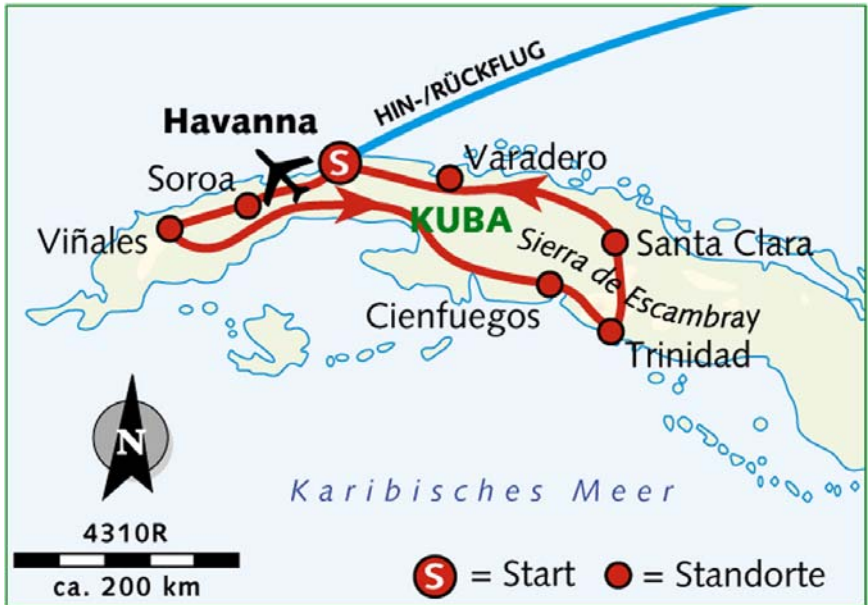 HIN-/RÜCKFLUG
Havanna
S
Varadero
Soroa
Viñales
KUBA
Santa Clara
Sierra de Escambray
Cienfuegos
Trinidad
N
Karibisches Meer
4310R
ca. 200 km
S = Start = Standorte